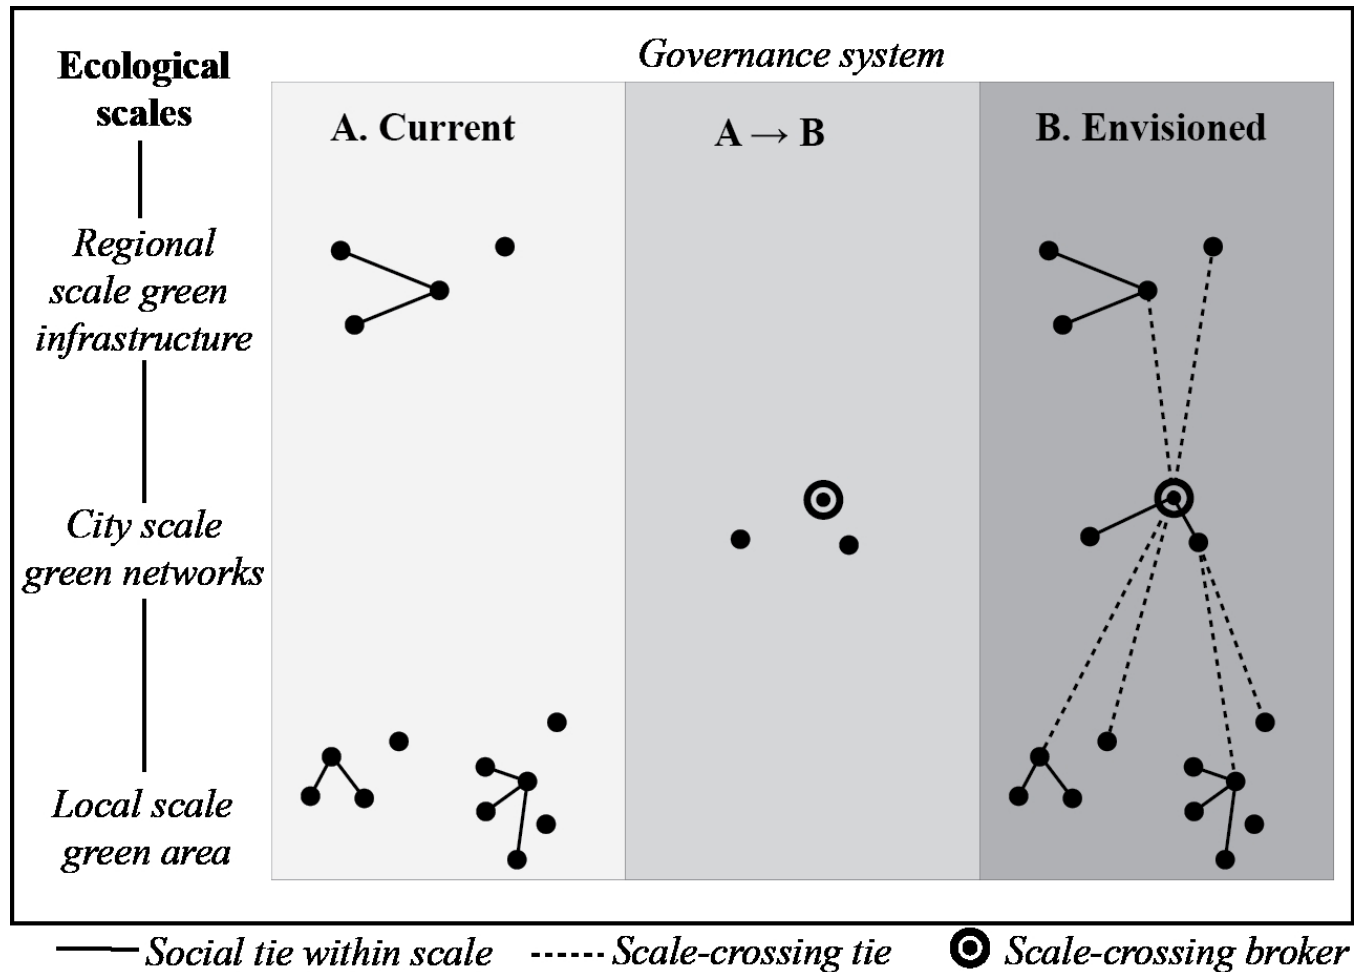 Governance system
Ecological
scales
A. Current
A → B
B. Envisioned
Regional
scale green
infrastructure
City scale
green networks
Local scale
green area
Social tie within scale
Scale-crossing tie
Scale-crossing broker